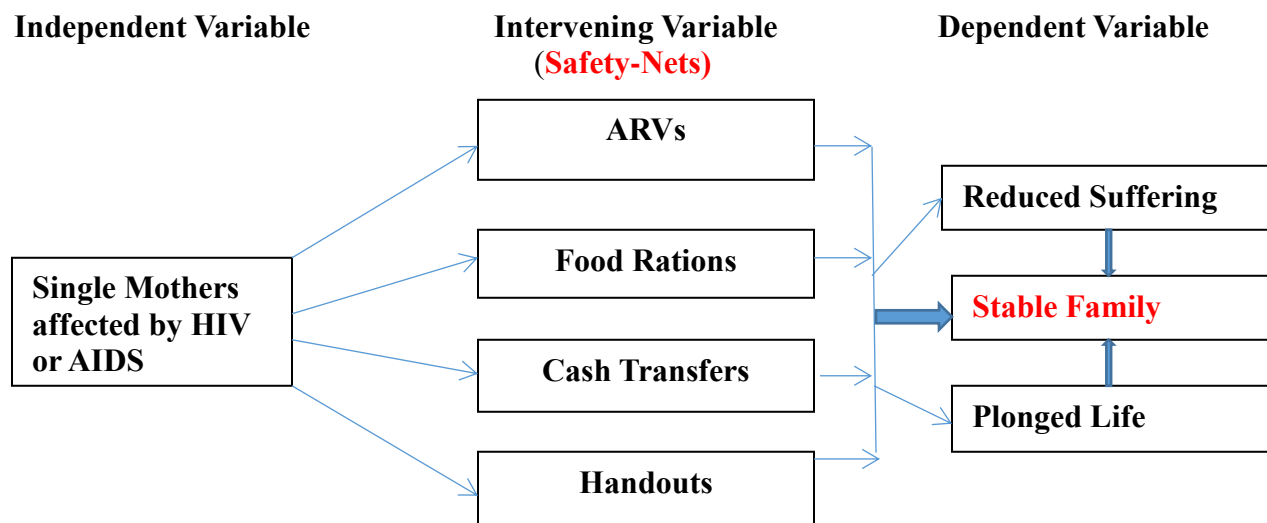 Independent Variable
Intervening Variable
(Safety-Nets)
Dependent Variable
Single Mothers
affected by HIV
or AIDS
ARVs
Food Rations
Cash Transfers
Handouts
Reduced Suffering
Stable Family
Plonged Life